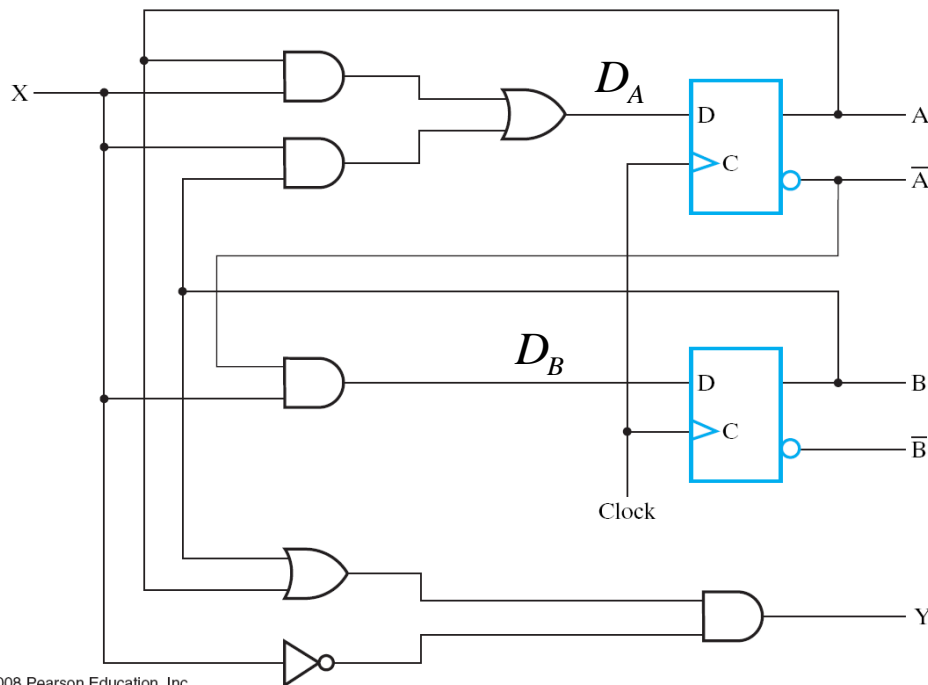 D_A
X
D
A
C
A̅
D_B
D
B
C
B̅
Clock
Y
008 Pearson Education, Inc